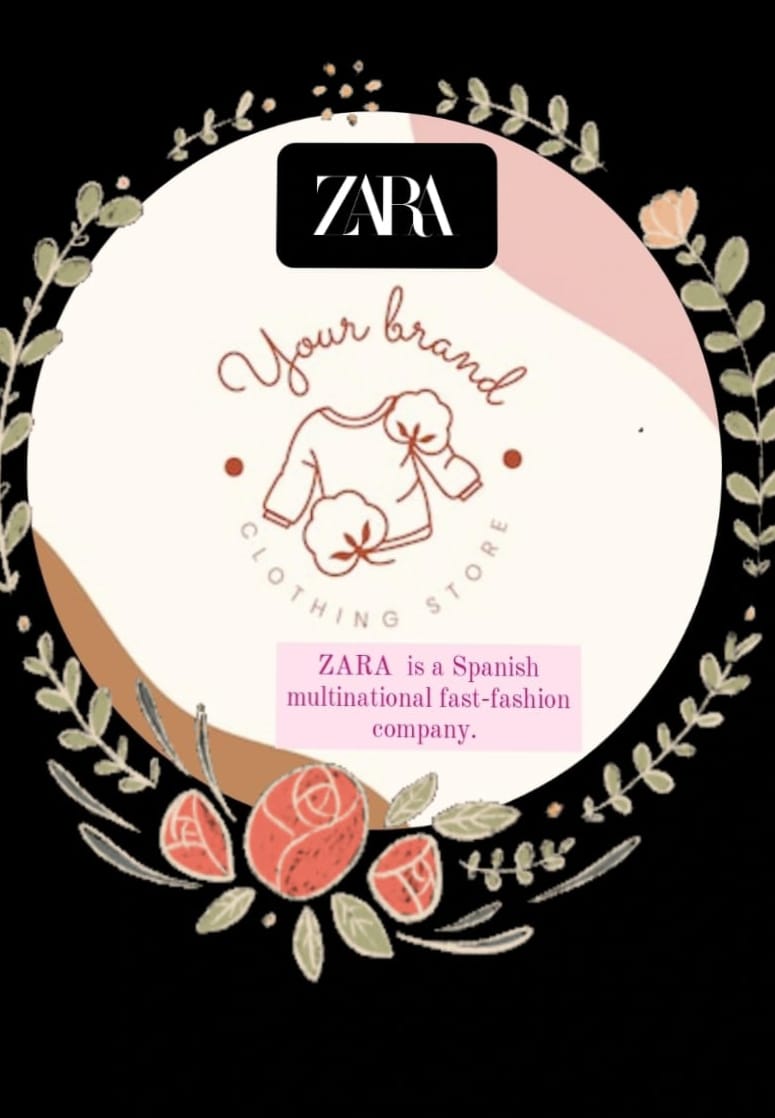 ZARA
Your brand
CLOTHING STORE
ZARA is a Spanish
multinational fast-fashion
company.